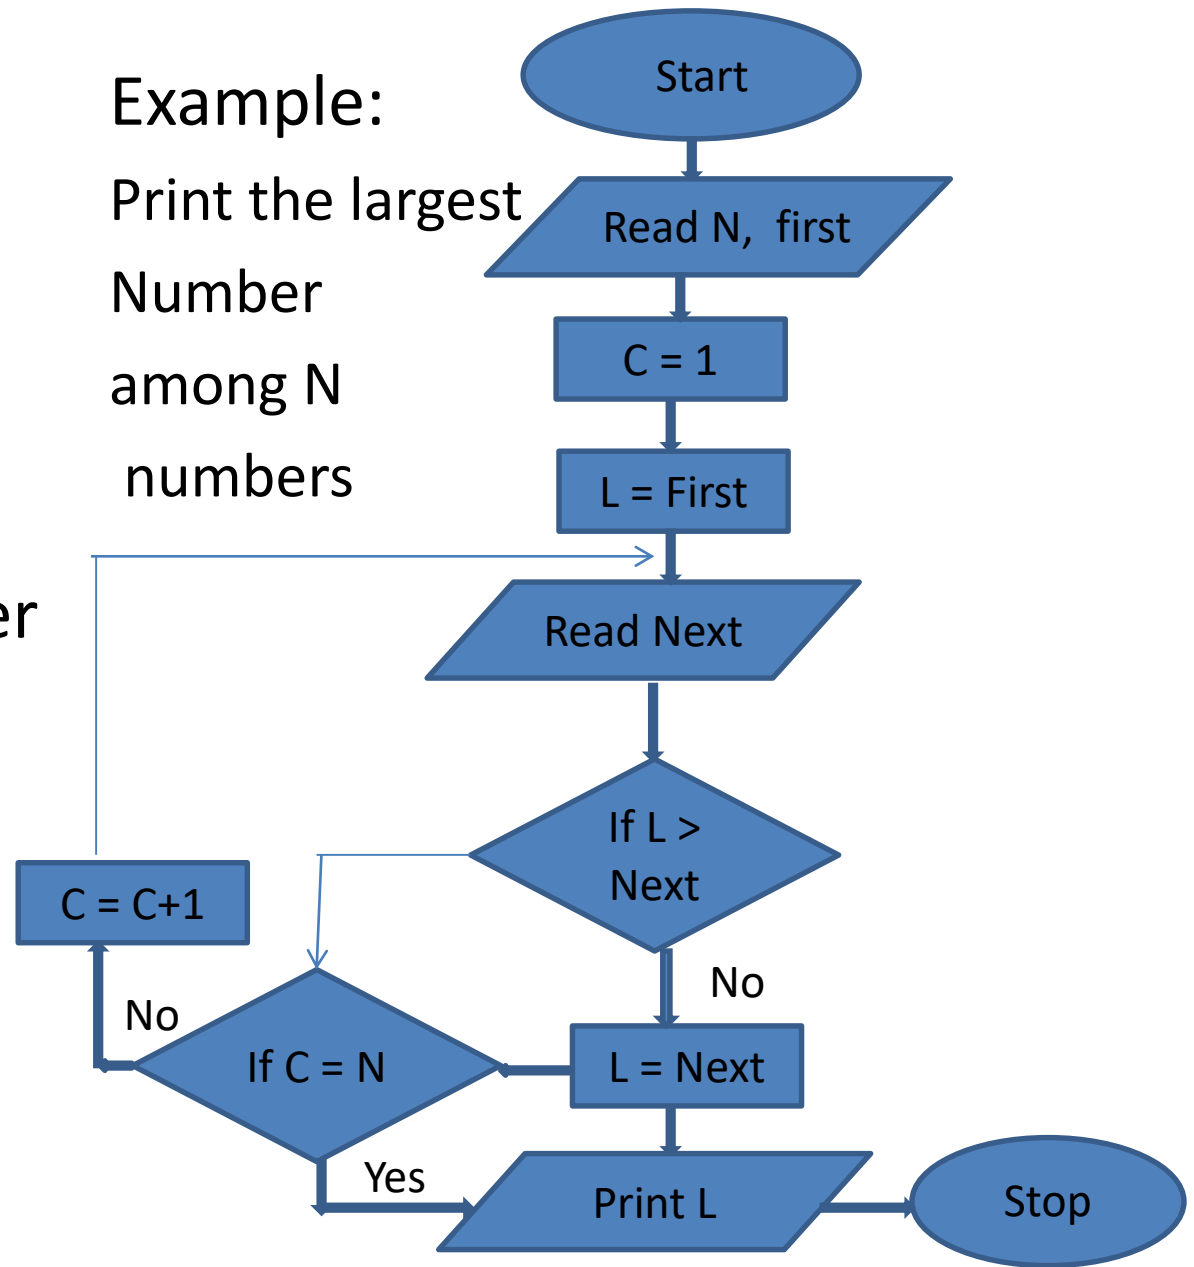 Example:
Print the largest
Number
among N
numbers
er
Start
Read N, first
C = 1
L = First
Read Next
If L >
Next
No
L = Next
If C = N
No
C = C+1
Yes
Print L
Stop